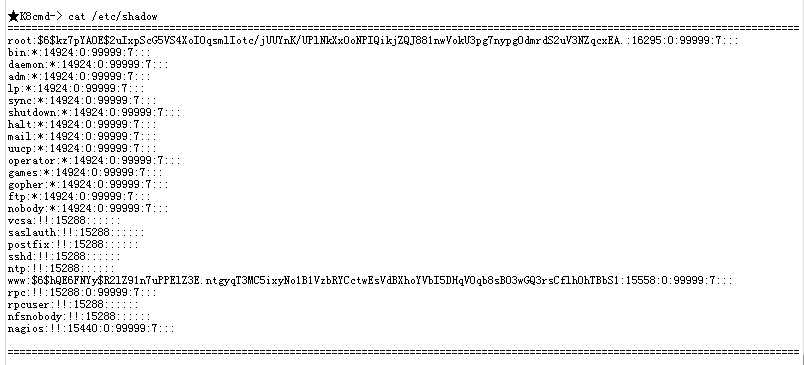 ★K8cmd-> cat /etc/shadow
================================================================================
root:$6$kz7pYAOE$2uIxpScG5VS4XoIOqsmlIotc/jUUYnK/UPlNkXxOoNPIQikjZQJ881nwVokU3pg7nypgOdmrdS2uV3NZqcxEA.:16295:0:99999:7:::
bin:*:14924:0:99999:7:::
daemon:*:14924:0:99999:7:::
adm:*:14924:0:99999:7:::
lp:*:14924:0:99999:7:::
sync:*:14924:0:99999:7:::
shutdown:*:14924:0:99999:7:::
halt:*:14924:0:99999:7:::
mail:*:14924:0:99999:7:::
uucp:*:14924:0:99999:7:::
operator:*:14924:0:99999:7:::
games:*:14924:0:99999:7:::
gopher:*:14924:0:99999:7:::
ftp:*:14924:0:99999:7:::
nobody:*:14924:0:99999:7:::
vcsa:!!:15288::::::
saslauth:!!:15288::::::
postfix:!!:15288::::::
sshd:!!:15288::::::
ntp:!!:15288::::::
www:$6$hQE6FNYy$R2lZ91n7uPPElZ3E.ntgyqT3MC5ixyNo1B1VzbRYCctwEsVdBXhoYVbI5DHqVOqb8sBO3wGQ3rsCflhOhTBbS1:15558:0:99999:7:::
rpc:!!:15288:0:99999:7:::
rpcuser:!!:15288::::::
nfsnobody:!!:15288::::::
nagios:!!:15440:0:99999:7:::
================================================================================